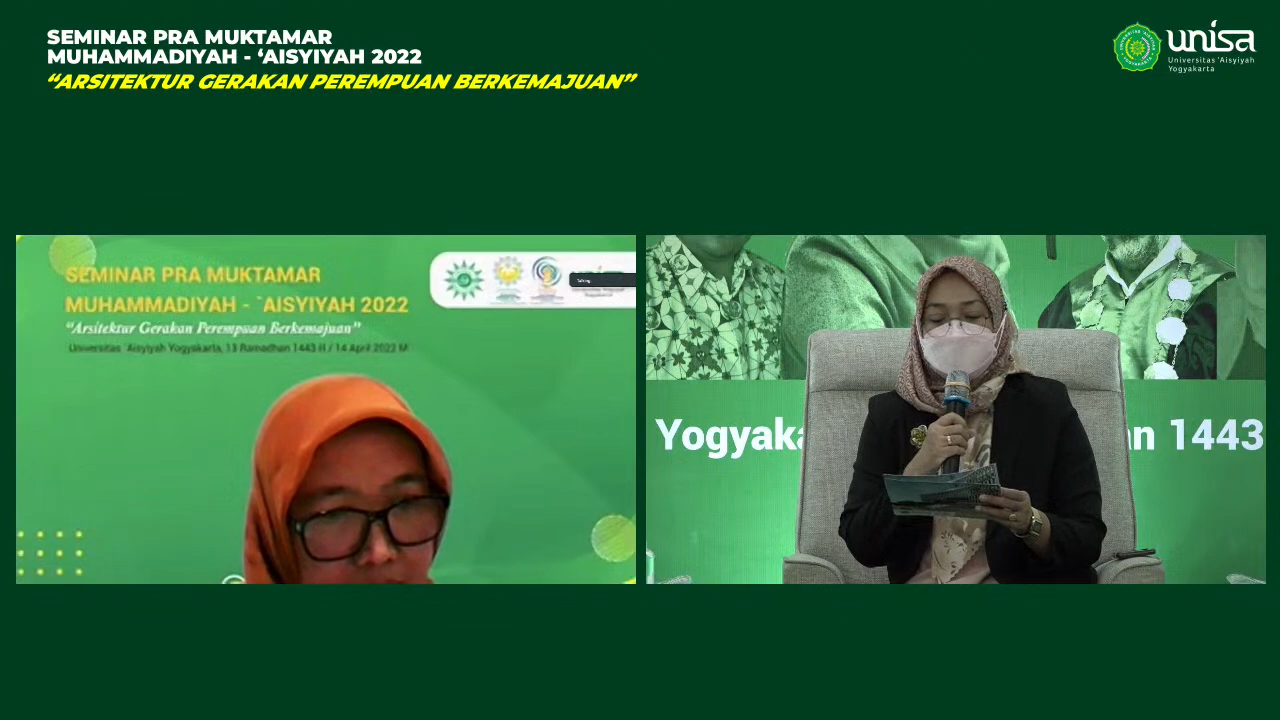 SEMINAR PRA MUKTAMAR
MUHAMMADIYAH - ‘AISYIYAH 2022
“ARSITEKTUR GERAKAN PEREMPUAN BERKEMAJUAN”
unisa
Universitas 'Aisyiyah
Yogyakarta
SEMINAR PRA MUKTAMAR
MUHAMMADIYAH - `AISYIYAH 2022
“Arsitektur Gerakan Perempuan Berkemajuan”
Universitas `Aisyiyah Yogyakarta, 13 Ramadhan 1443 H / 14 April 2022 M
Yogyaka an 1443